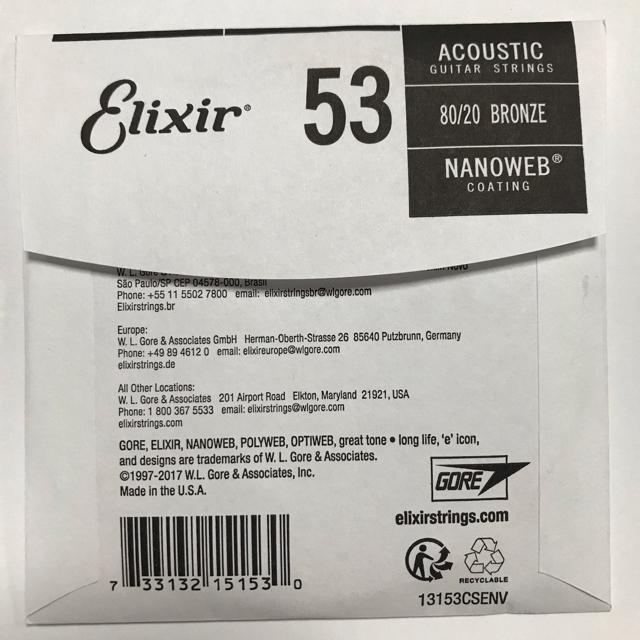 Elixir®
53
ACOUSTIC
GUITAR STRINGS
80/20 BRONZE
NANOWEB®
COATING
W. L. Gore
São Paulo/SP CEP 04578-000, Brasil
Phone: +55 11 5502 7800 email: elixirstringsbr@wlgore.com
Elixirstrings.br
Europe:
W. L. Gore & Associates GmbH Herman-Oberth-Strasse 26 85640 Putzbrunn, Germany
Phone: +49 89 4612 0 email: elixireurope@wlgore.com
elixirstrings.de
All Other Locations:
W. L. Gore & Associates 201 Airport Road Elkton, Maryland 21921, USA
Phone: 1 800 367 5533 email: elixirstrings@wlgore.com
elixirstrings.com
GORE, ELIXIR, NANOWEB, POLYWEB, OPTIWEB, great tone • long life, 'e' icon,
and designs are trademarks of W. L. Gore & Associates.
©1997-2017 W.L. Gore & Associates, Inc.
Made in the U.S.A.
GORE
elixirstrings.com
RECYCLABLE
7 33132 15153 0
13153CSENV